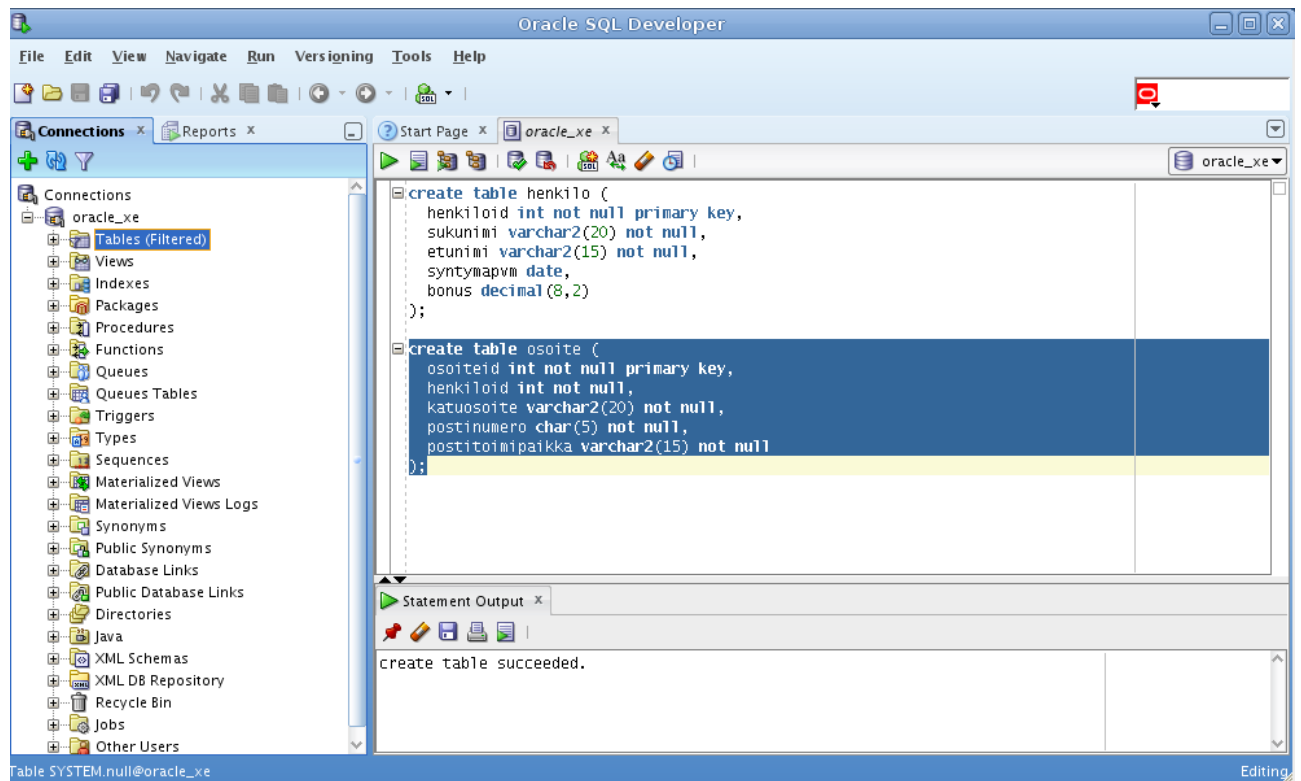 Oracle SQL Developer
File Edit View Navigate Run Versioning Tools Help
Connections Reports
Start Page oracle_xe
oracle_xe
Connections
oracle_xe
Tables (Filtered)
Views
Indexes
Packages
Procedures
Functions
Queues
Queues Tables
Triggers
Types
Sequences
Materialized Views
Materialized Views Logs
Synonyms
Public Synonyms
Database Links
Public Database Links
Directories
Java
XML Schemas
XML DB Repository
Recycle Bin
Jobs
Other Users
create table henkilo (
henkiloid int not null primary key,
sukunimi varchar2(20) not null,
etunimi varchar2(15) not null,
syntymapvm date,
bonus decimal(8,2)
);
create table osoite (
osoiteid int not null primary key,
henkiloid int not null,
katuosoite varchar2(20) not null,
postinumero char(5) not null,
postitoimipaikka varchar2(15) not null
);
Statement Output
create table succeeded.
Table SYSTEM.null@oracle_xe
Editing